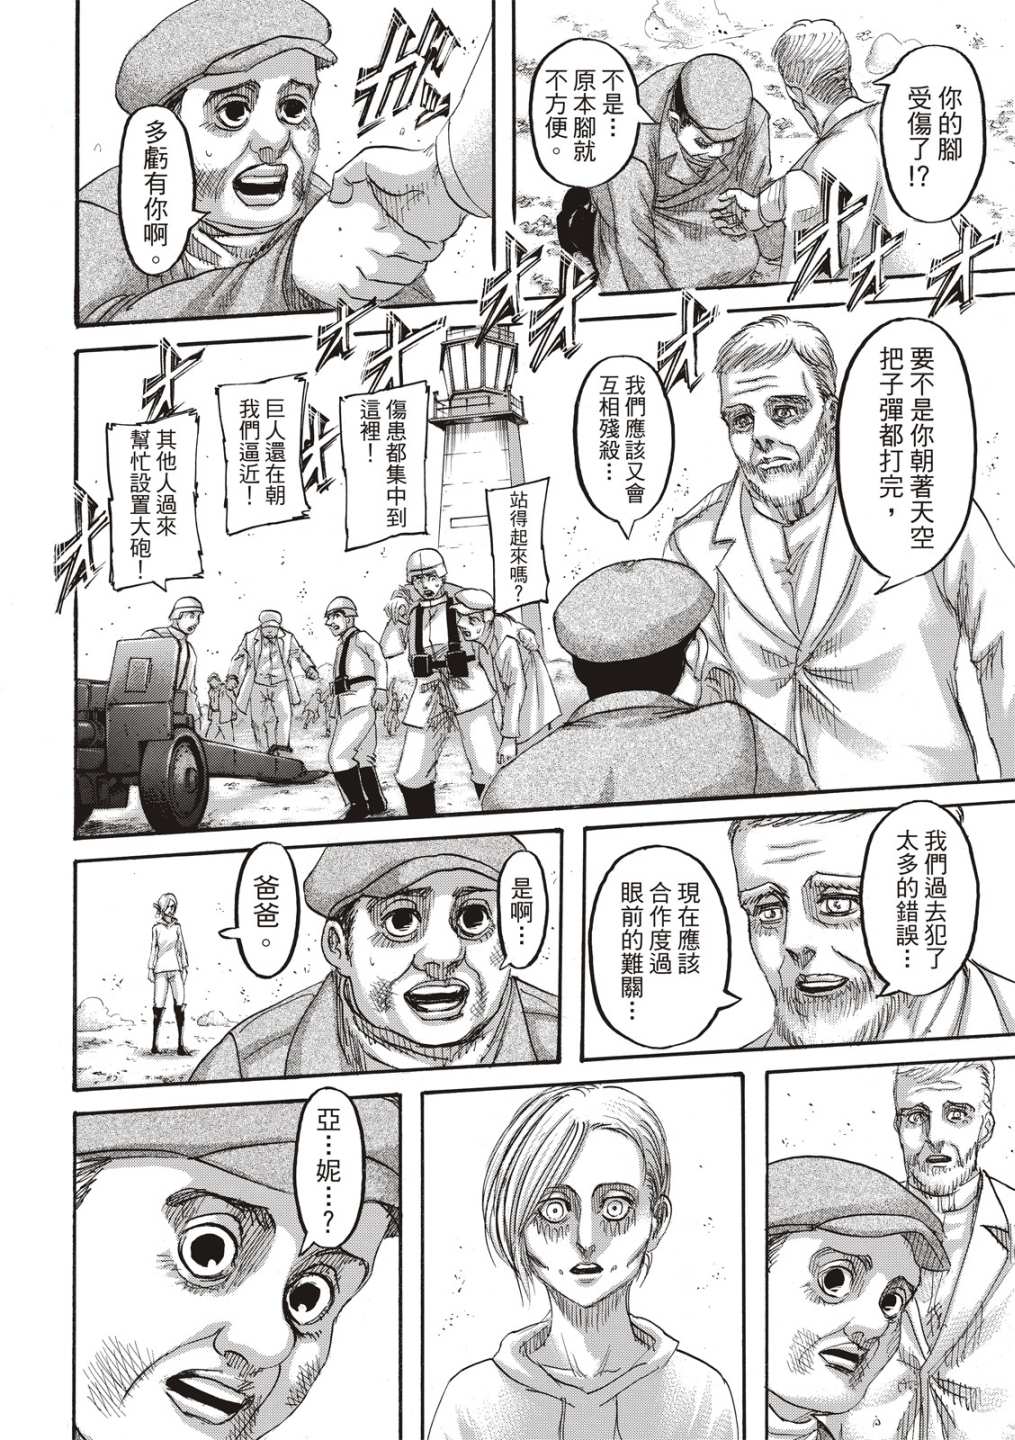 你的腳
受傷了!?
不是⋯
原本腳就
不方便。
多虧有你啊。
要不是你朝著天空
把子彈都打完，
我們應該又會
互相殘殺⋯
站得起來嗎？
傷患都集中到
這裡！
巨人還在朝
我們逼近！
其他人過來
幫忙設置大砲！
我們過去犯了
太多的錯誤⋯
現在應該
合作度過
眼前的難關⋯
是啊⋯
爸爸。
亞⋯妮⋯？